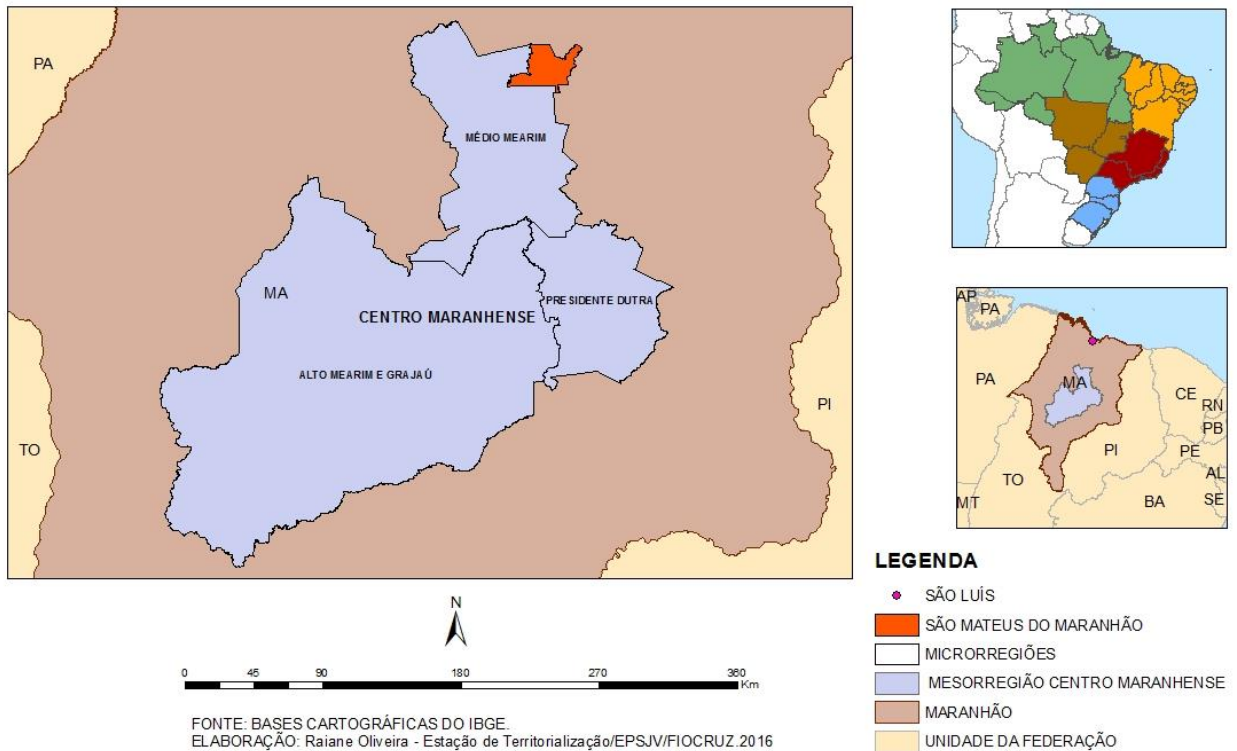 PA
MÉDIO MEARIM
MA
PRESIDENTE DUTRA
CENTRO MARANHENSE
ALTO MEARIM E GRAJAÚ
PI
TO
N
0 45 90 180 270 360
Km
FONTE: BASES CARTOGRÁFICAS DO IBGE.
ELABORAÇÃO: Raiane Oliveira - Estação de Territorialização/EPSJV/FIOCRUZ.2016
AP
PA
PA
MA
CE
RN
PB
PI
PE
TO
AL
MT
BA
SE
LEGENDA
SÃO LUÍS
SÃO MATEUS DO MARANHÃO
MICRORREGIÕES
MESORREGIÃO CENTRO MARANHENSE
MARANHÃO
UNIDADE DA FEDERAÇÃO